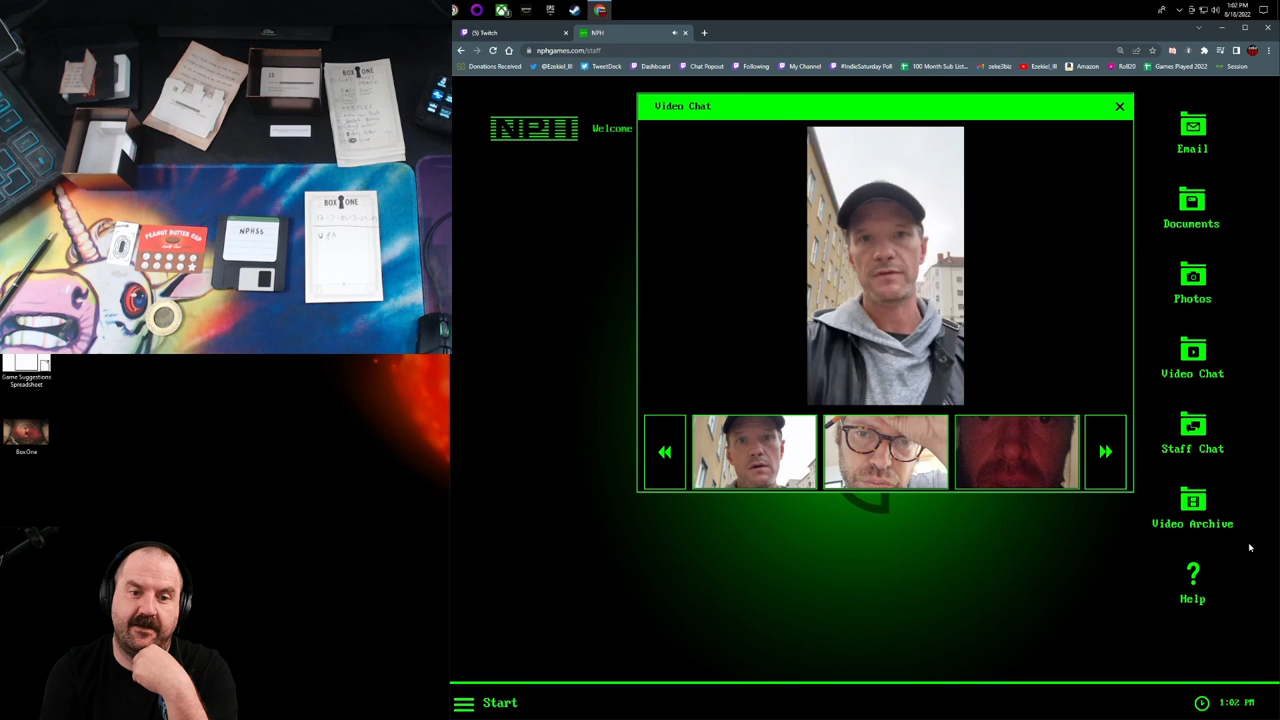 1:02 PM
8/18/2022
(5) Twitch
NPH
nphgames.com/staff
Donations Received
@Ezekiel_III
TweetDeck
Dashboard
Chat Popout
Following
My Channel
#IndieSaturday Poll
100 Month Sub List...
zeke3biz
Ezekiel_III
Amazon
Roll20
Games Played 2022
Session
Video Chat
NPH
Welcome
Email
Documents
Photos
Video Chat
Staff Chat
Video Archive
Help
Start
1:02 PM
BOX ONE
BOX ONE
PEANUT BUTTER CUP
NPHSS
Game Suggestions
Spreadsheet
BoxOne